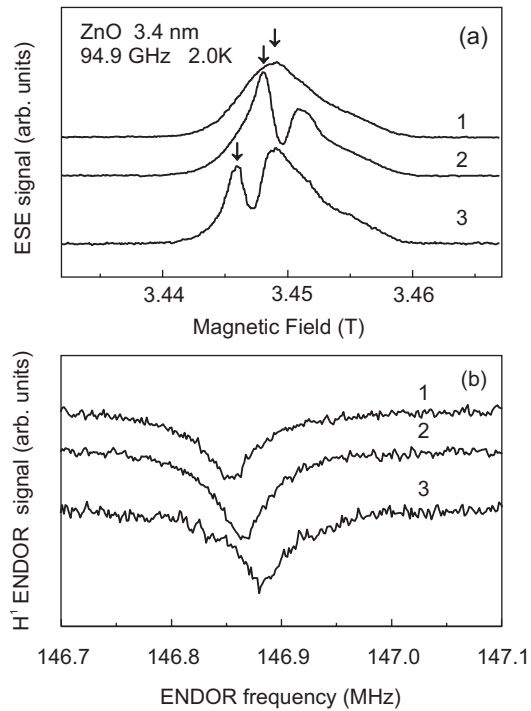 ZnO 3.4 nm
94.9 GHz 2.0K
(a)
1
2
3
ESE signal (arb. units)
3.44
3.45
3.46
Magnetic Field (T)
(b)
1
2
3
H¹ ENDOR signal (arb. units)
146.7
146.8
146.9
147.0
147.1
ENDOR frequency (MHz)